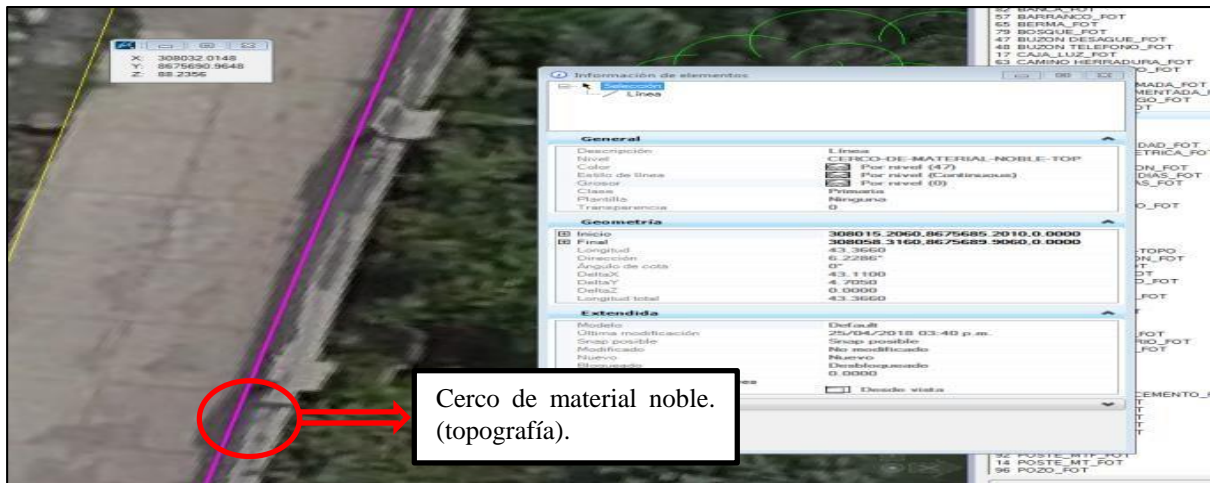 X: 308032.0148
Y: 8675690.9648
Z: 88.2356
Información de elementos
Selección
Línea
General
Descripción Línea
Nivel CERCO-DE-MATERIAL-NOBLE-TOP
Color Por nivel (47)
Estilo de línea Por nivel (Continuous)
Grosor Por nivel (0)
Clase Primaria
Plantilla Ninguna
Transparencia 0
Geometría
Inicio 308015.2060,8675685.2010,0.0000
Final 308058.3160,8675689.9060,0.0000
Longitud 43.3660
Dirección 6.2286°
Ángulo de cota 0°
DeltaX 43.1100
DeltaY 4.7050
DeltaZ 0.0000
Longitud total 43.3660
Extendida
Modelo Default
Última modificación 25/04/2018 03:40 p.m.
Snap posible Snap posible
Modificado No modificado
Nuevo Nuevo
Bloqueado Desbloqueado
0.0000
Desde vista
Cerco de material noble.
(topografía).
57 BARRANCO_FOT
65 BERMA_FOT
79 BOSQUE_FOT
47 BUZON DESAGUE_FOT
48 BUZON TELEFONO_FOT
17 CAJA_LUZ_FOT
63 CAMINO HERRADURA_FOT
14 POSTE_MT_FOT
96 POZO_FOT